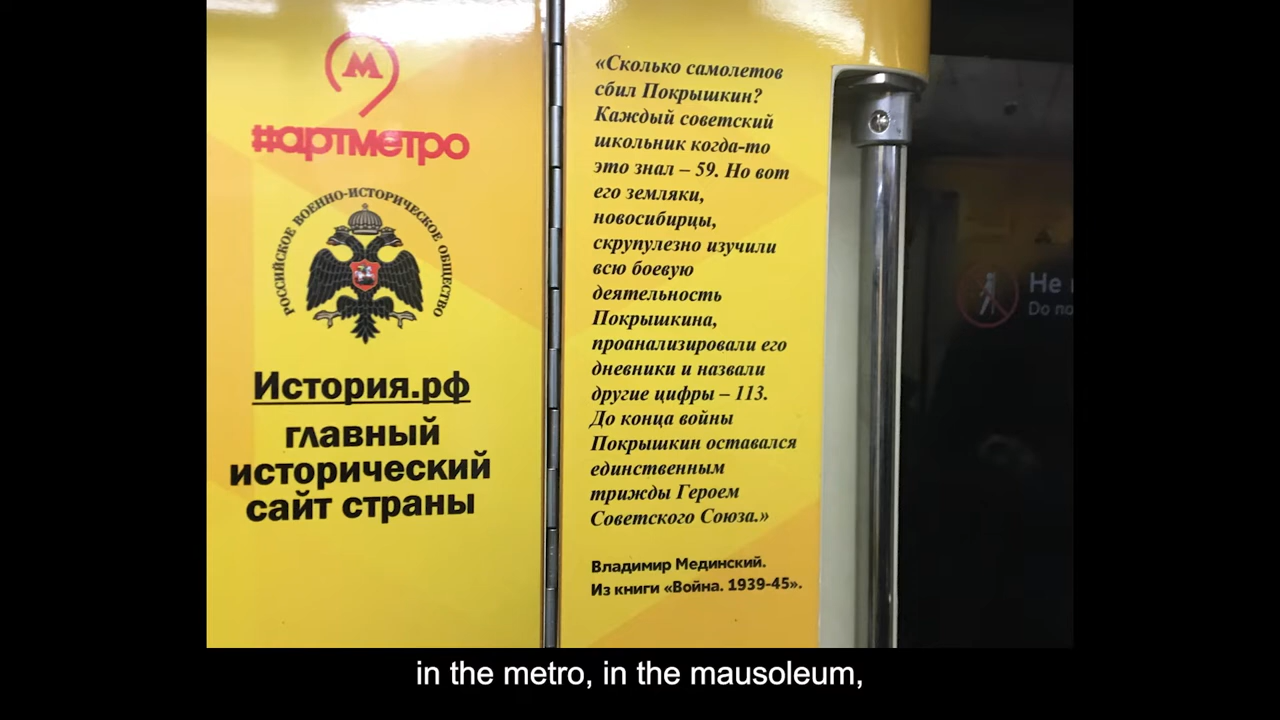 М
#артметро
РОССИЙСКОЕ ВОЕННО-ИСТОРИЧЕСКОЕ ОБЩЕСТВО
История.рф
главный
исторический
сайт страны
«Сколько самолетов
сбил Покрышкин?
Каждый советский
школьник когда-то
это знал – 59. Но вот
его земляки,
новосибирцы,
скрупулезно изучили
всю боевую
деятельность
Покрышкина,
проанализировали его
дневники и назвали
другие цифры – 113.
До конца войны
Покрышкин оставался
единственным
трижды Героем
Советского Союза.»
Владимир Мединский.
Из книги «Война. 1939-45».
Не
Do no
in the metro, in the mausoleum,